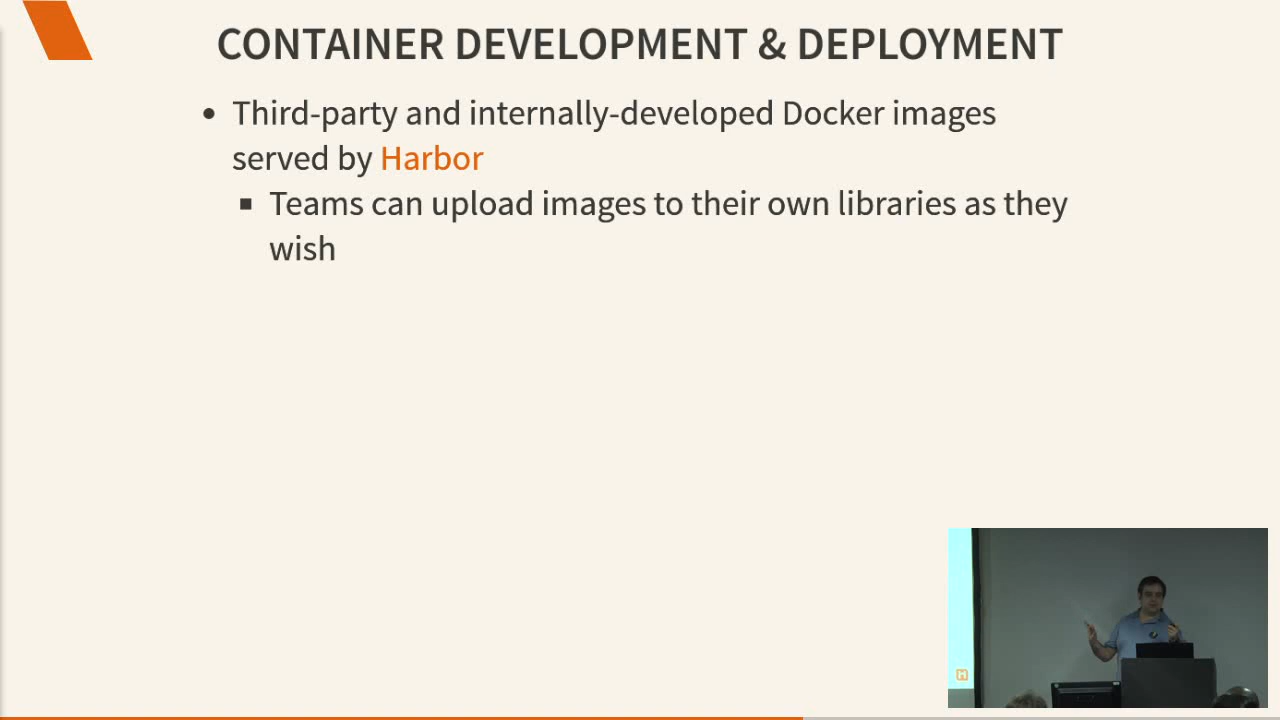 CONTAINER DEVELOPMENT & DEPLOYMENT
• Third-party and internally-developed Docker images
served by Harbor
▪ Teams can upload images to their own libraries as they
wish